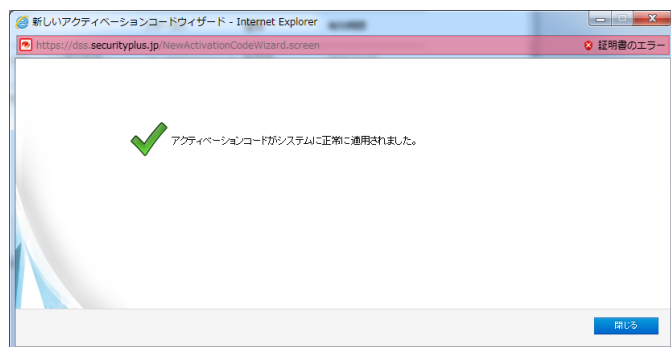 新しいアクティベーションコードウィザード - Internet Explorer
https://dss.securityplus.jp/NewActivationCodeWizard.screen
証明書のエラー
アクティベーションコードがシステムに正常に適用されました。
閉じる